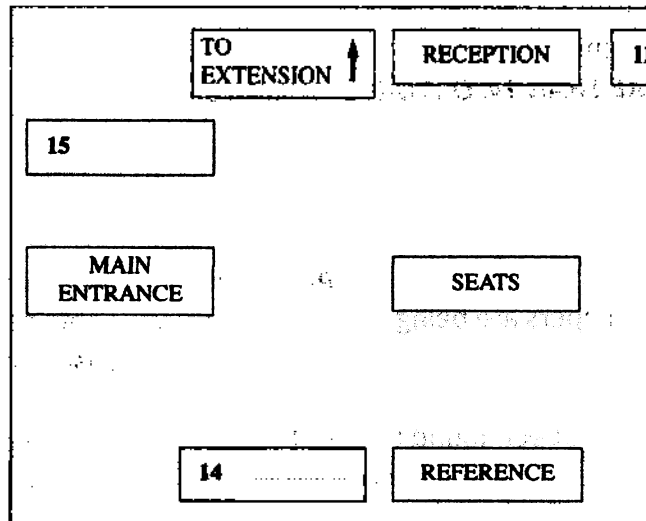 TO
EXTENSION
RECEPTION
15
MAIN
ENTRANCE
SEATS
14 ..................
REFERENCE